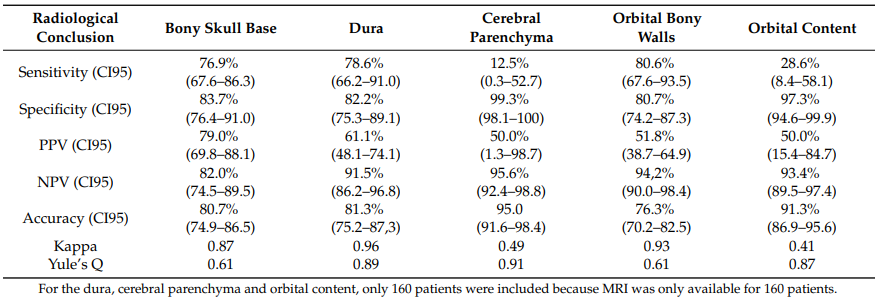 Radiological Conclusion Bony Skull Base Dura Cerebral Parenchyma Orbital Bony Walls Orbital Content
Sensitivity (CI95) 76.9% (67.6–86.3) 78.6% (66.2–91.0) 12.5% (0.3–52.7) 80.6% (67.6–93.5) 28.6% (8.4–58.1)
Specificity (CI95) 83.7% (76.4–91.0) 82.2% (75.3–89.1) 99.3% (98.1–100) 80.7% (74.2–87.3) 97.3% (94.6–99.9)
PPV (CI95) 79.0% (69.8–88.1) 61.1% (48.1–74.1) 50.0% (1.3–98.7) 51.8% (38.7–64.9) 50.0% (15.4–84.7)
NPV (CI95) 82.0% (74.5–89.5) 91.5% (86.2–96.8) 95.6% (92.4–98.8) 94,2% (90.0–98.4) 93.4% (89.5–97.4)
Accuracy (CI95) 80.7% (74.9–86.5) 81.3% (75.2–87,3) 95.0 (91.6–98.4) 76.3% (70.2–82.5) 91.3% (86.9–95.6)
Kappa 0.87 0.96 0.49 0.93 0.41
Yule's Q 0.61 0.89 0.91 0.61 0.87
For the dura, cerebral parenchyma and orbital content, only 160 patients were included because MRI was only available for 160 patients.